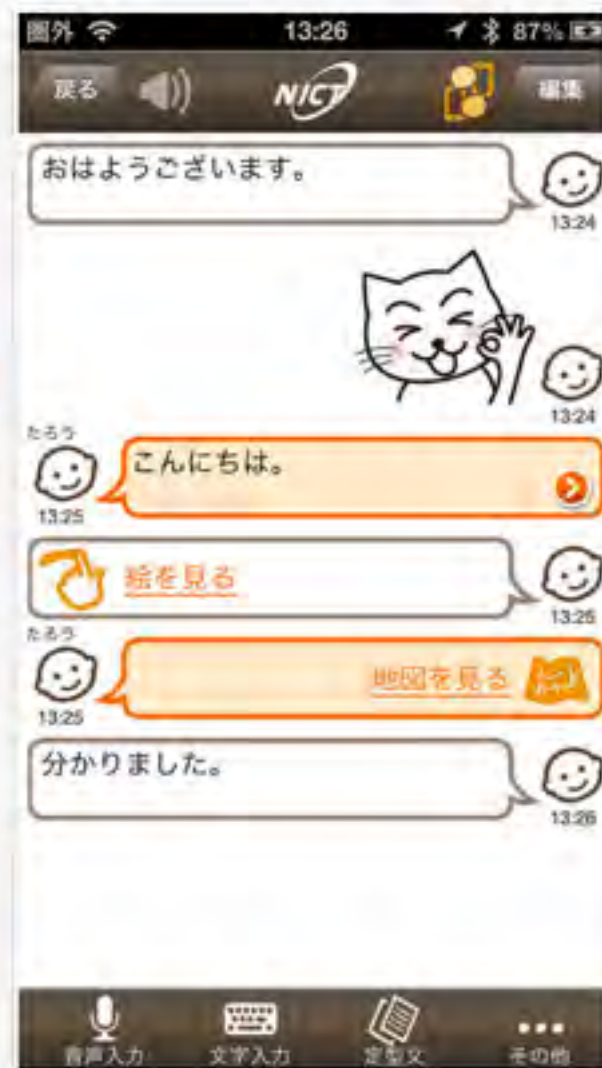 圏外 13:26 87%
戻る NICT 編集
おはようございます。
13:24
13:24
たろう
こんにちは。
13:25
絵を見る
13:25
たろう
地図を見る
13:25
分かりました。
13:26
音声入力 文字入力 定型文 その他